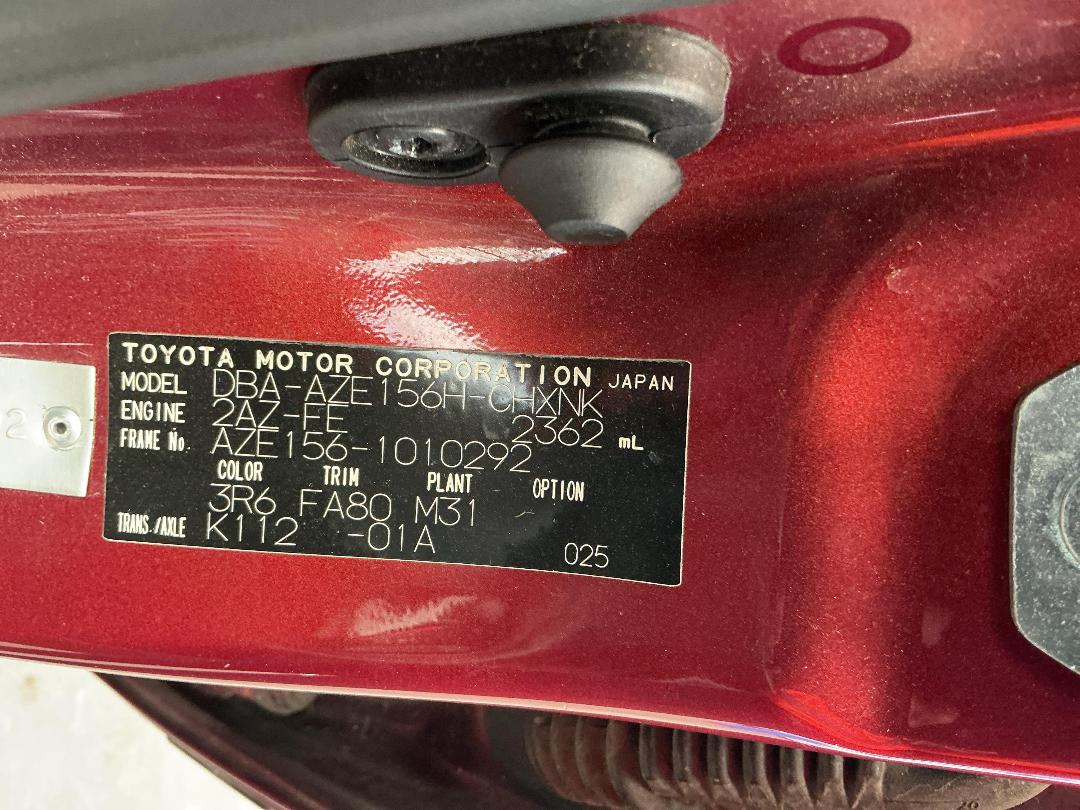 TOYOTA MOTOR CORPORATION JAPAN
MODEL DBA-AZE156H-CHXNK
ENGINE 2AZ-FE 2362 mL
FRAME No. AZE156-1010292
COLOR TRIM PLANT OPTION
3R6 FA80 M31
TRANS./AXLE K112 -01A 025
2